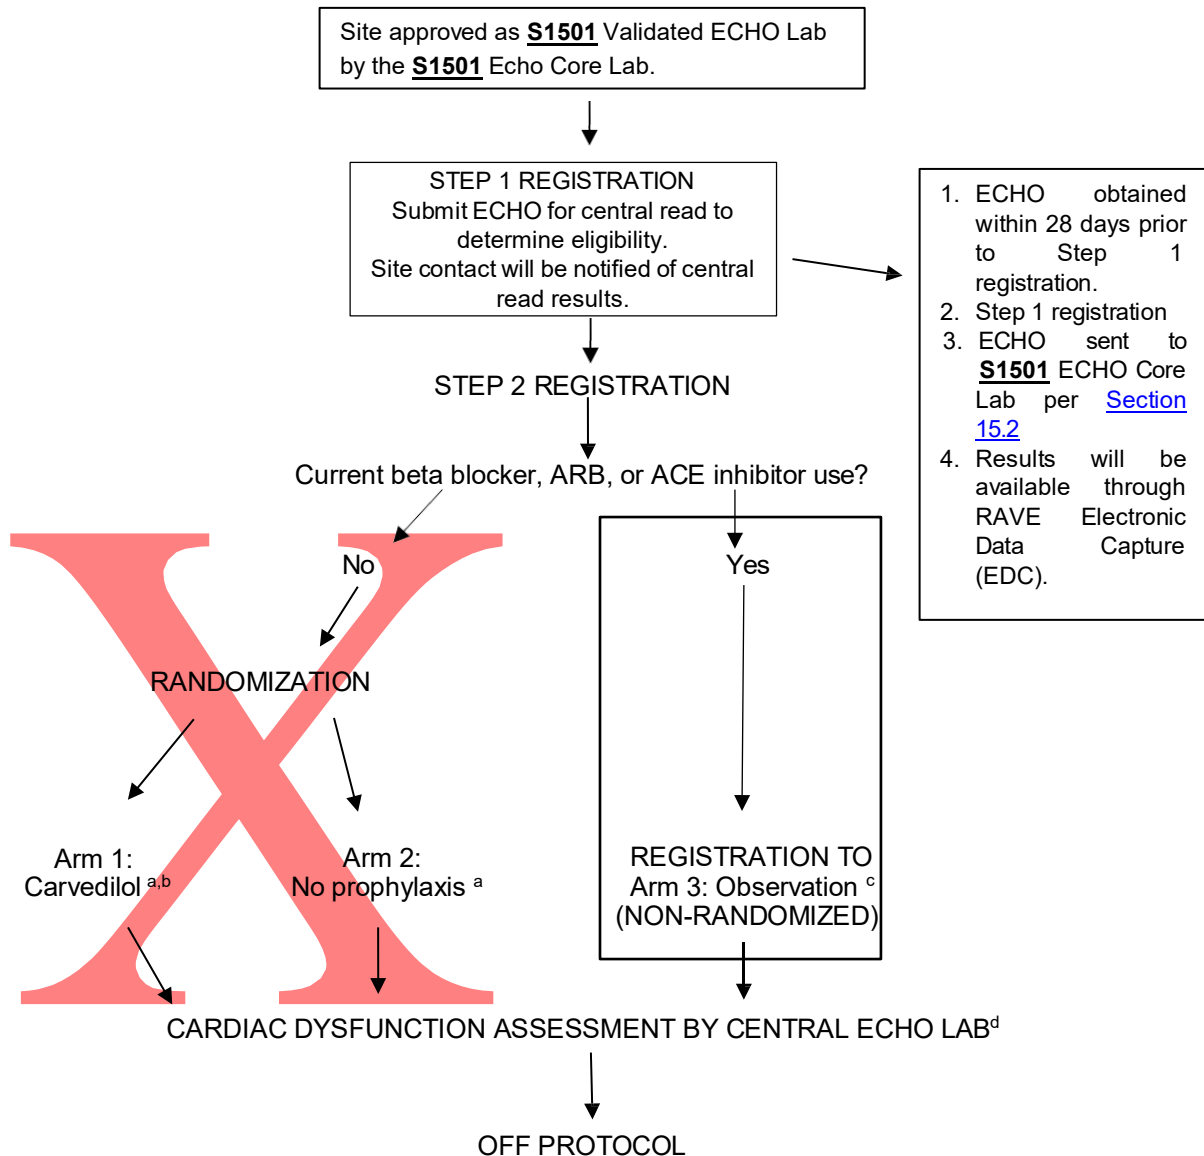 Site approved as S1501 Validated ECHO Lab
by the S1501 Echo Core Lab.
STEP 1 REGISTRATION
Submit ECHO for central read to
determine eligibility.
Site contact will be notified of central
read results.
1. ECHO obtained
within 28 days prior
to Step 1
registration.
2. Step 1 registration
3. ECHO sent to
S1501 ECHO Core
Lab per Section
15.2
4. Results will be
available through
RAVE Electronic
Data Capture
(EDC).
STEP 2 REGISTRATION
Current beta blocker, ARB, or ACE inhibitor use?
No
Yes
RANDOMIZATION
Arm 1:
Carvedilol a,b
Arm 2:
No prophylaxis a
REGISTRATION TO
Arm 3: Observation c
(NON-RANDOMIZED)
X
CARDIAC DYSFUNCTION ASSESSMENT BY CENTRAL ECHO LABd
OFF PROTOCOL